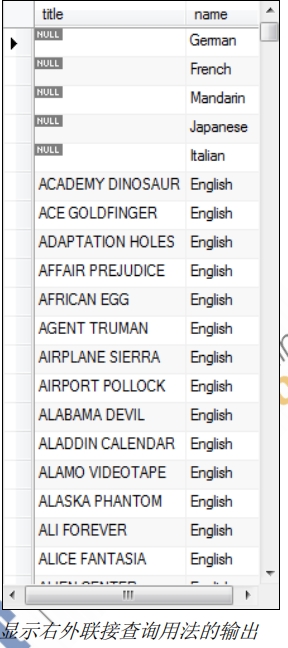 title name
NULL German
NULL French
NULL Mandarin
NULL Japanese
NULL Italian
ACADEMY DINOSAUR English
ACE GOLDFINGER English
ADAPTATION HOLES English
AFFAIR PREJUDICE English
AFRICAN EGG English
AGENT TRUMAN English
AIRPLANE SIERRA English
AIRPORT POLLOCK English
ALABAMA DEVIL English
ALADDIN CALENDAR English
ALAMO VIDEOTAPE English
ALASKA PHANTOM English
ALI FOREVER English
ALICE FANTASIA English
显示右外联接查询用法的输出